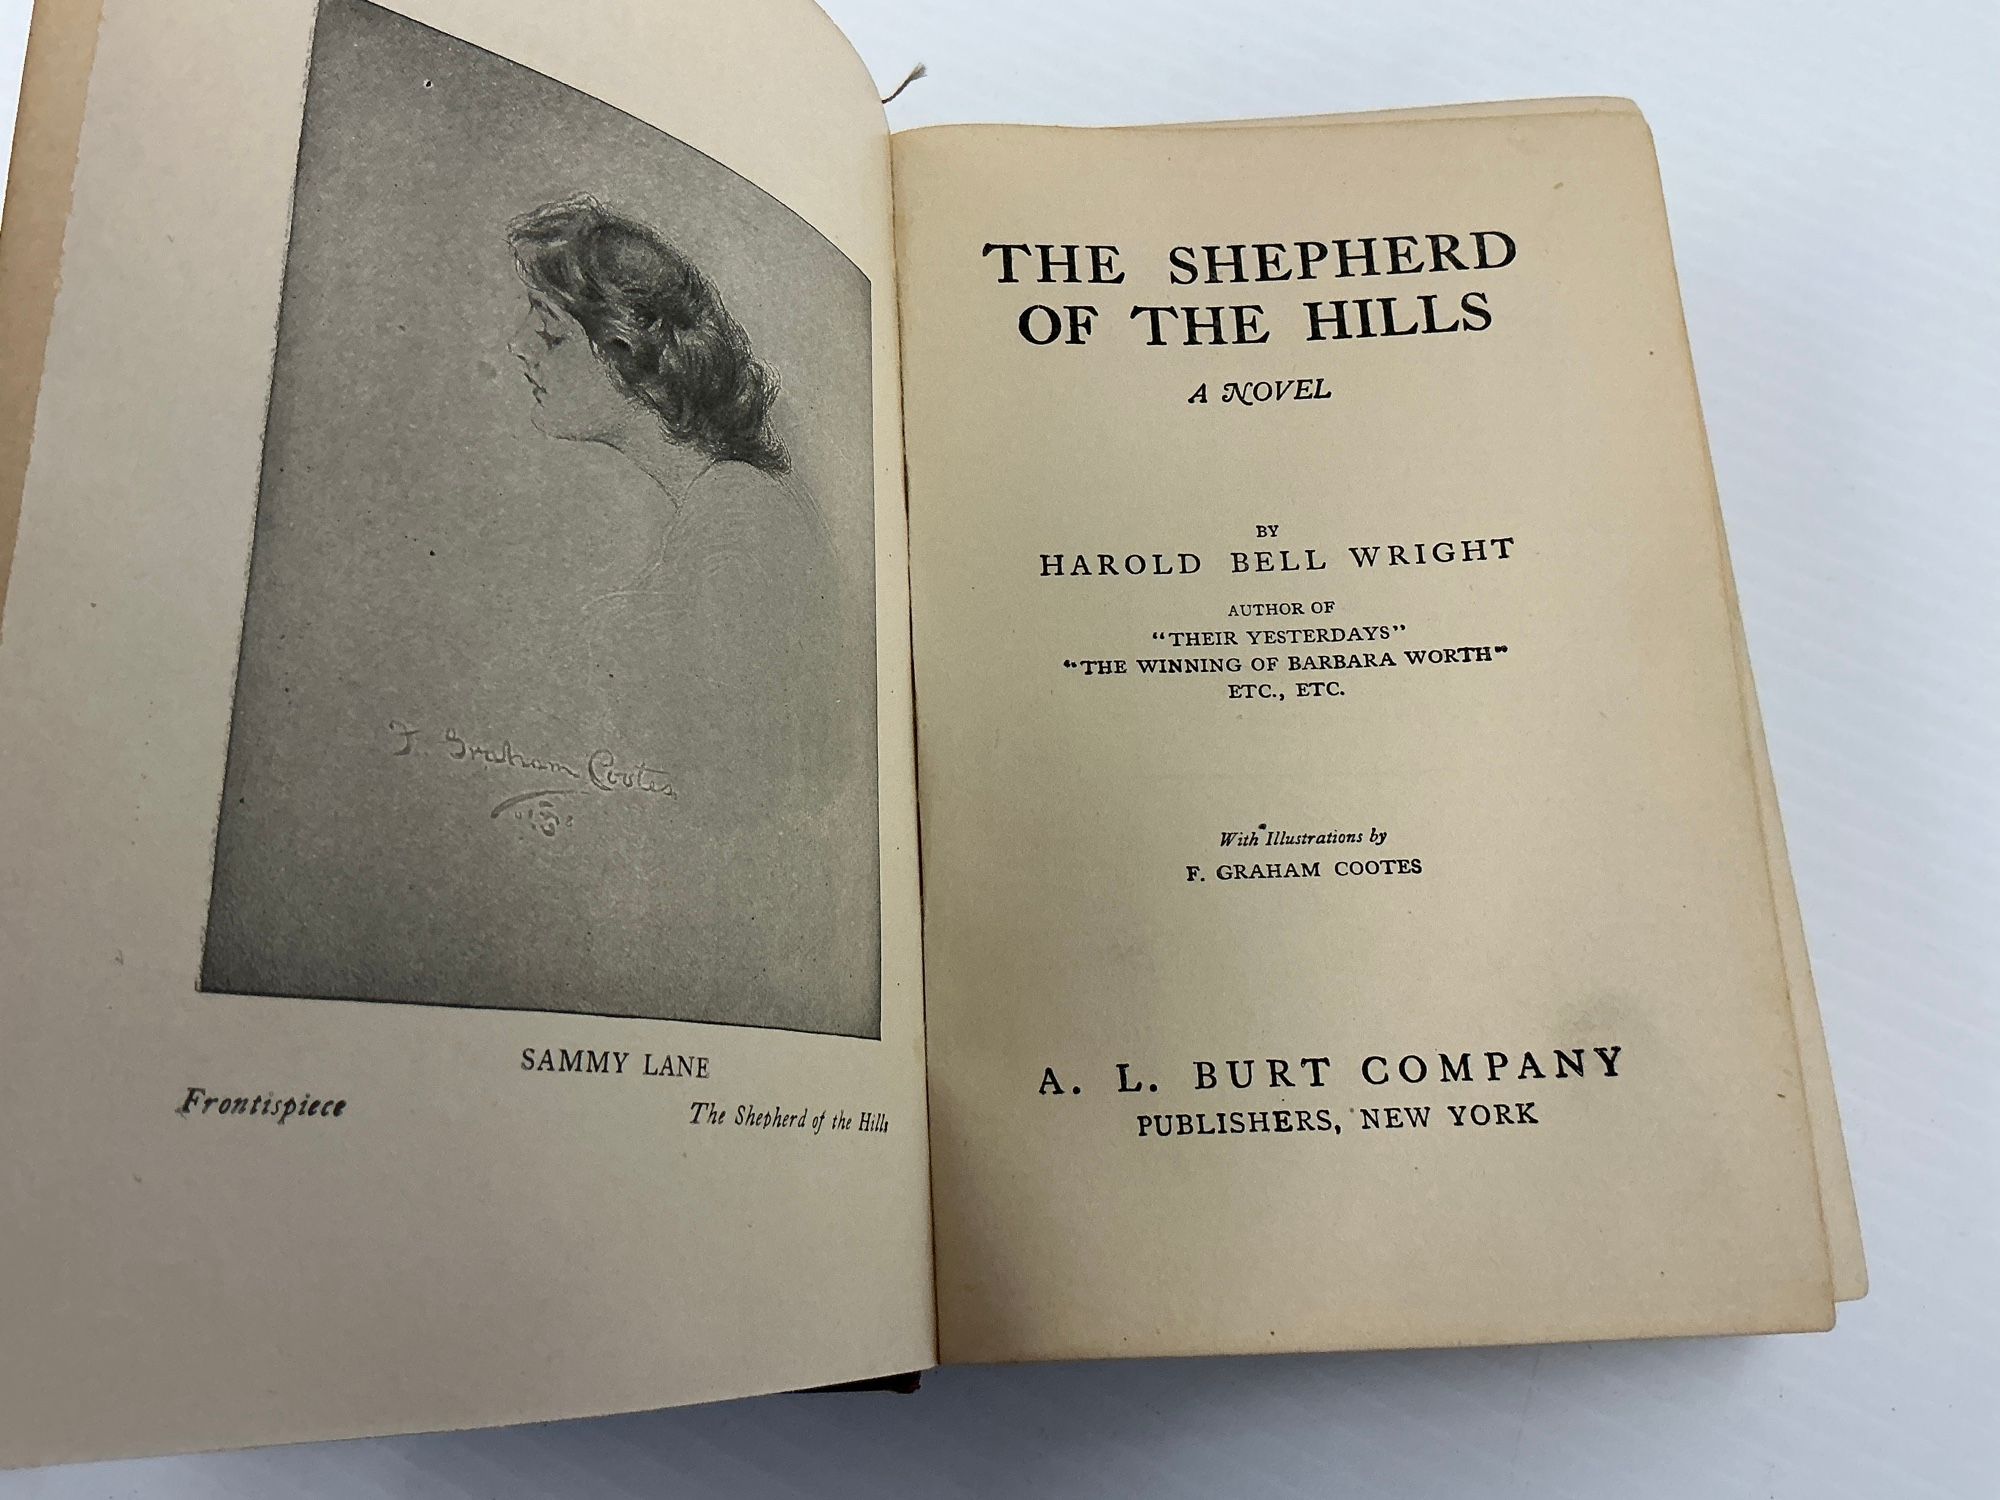 F. Graham Cootes
SAMMY LANE
Frontispiece
The Shepherd of the Hills
THE SHEPHERD
OF THE HILLS
A NOVEL
BY
HAROLD BELL WRIGHT
AUTHOR OF
"THEIR YESTERDAYS"
"THE WINNING OF BARBARA WORTH"
ETC., ETC.
With Illustrations by
F. GRAHAM COOTES
A. L. BURT COMPANY
PUBLISHERS, NEW YORK